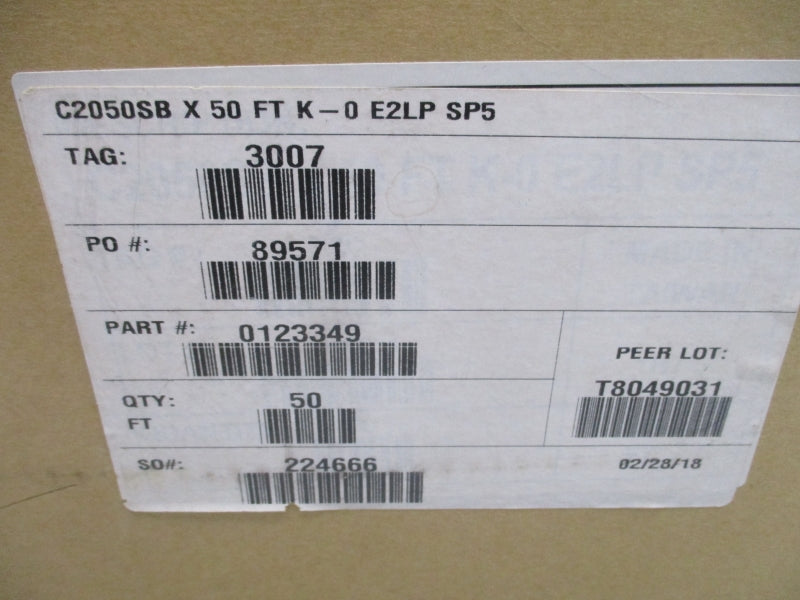 C2050SB X 50 FT K-0 E2LP SP5
TAG: 3007
PO #: 89571
PART #: 0123349
PEER LOT:
T8049031
QTY: 50
FT
SO#: 224666
02/28/18